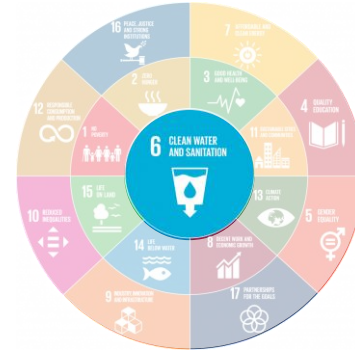 16 PEACE, JUSTICE
AND STRONG
INSTITUTIONS
7 AFFORDABLE AND
CLEAN ENERGY
2 ZERO
HUNGER
3 GOOD HEALTH
AND WELL-BEING
12 RESPONSIBLE
CONSUMPTION
AND PRODUCTION
4 QUALITY
EDUCATION
1 NO
POVERTY
6 CLEAN WATER
AND SANITATION
11 SUSTAINABLE CITIES
AND COMMUNITIES
15 LIFE
ON LAND
13 CLIMATE
ACTION
10 REDUCED
INEQUALITIES
5 GENDER
EQUALITY
14 LIFE
BELOW WATER
8 DECENT WORK AND
ECONOMIC GROWTH
9 INDUSTRY, INNOVATION
AND INFRASTRUCTURE
17 PARTNERSHIPS
FOR THE GOALS